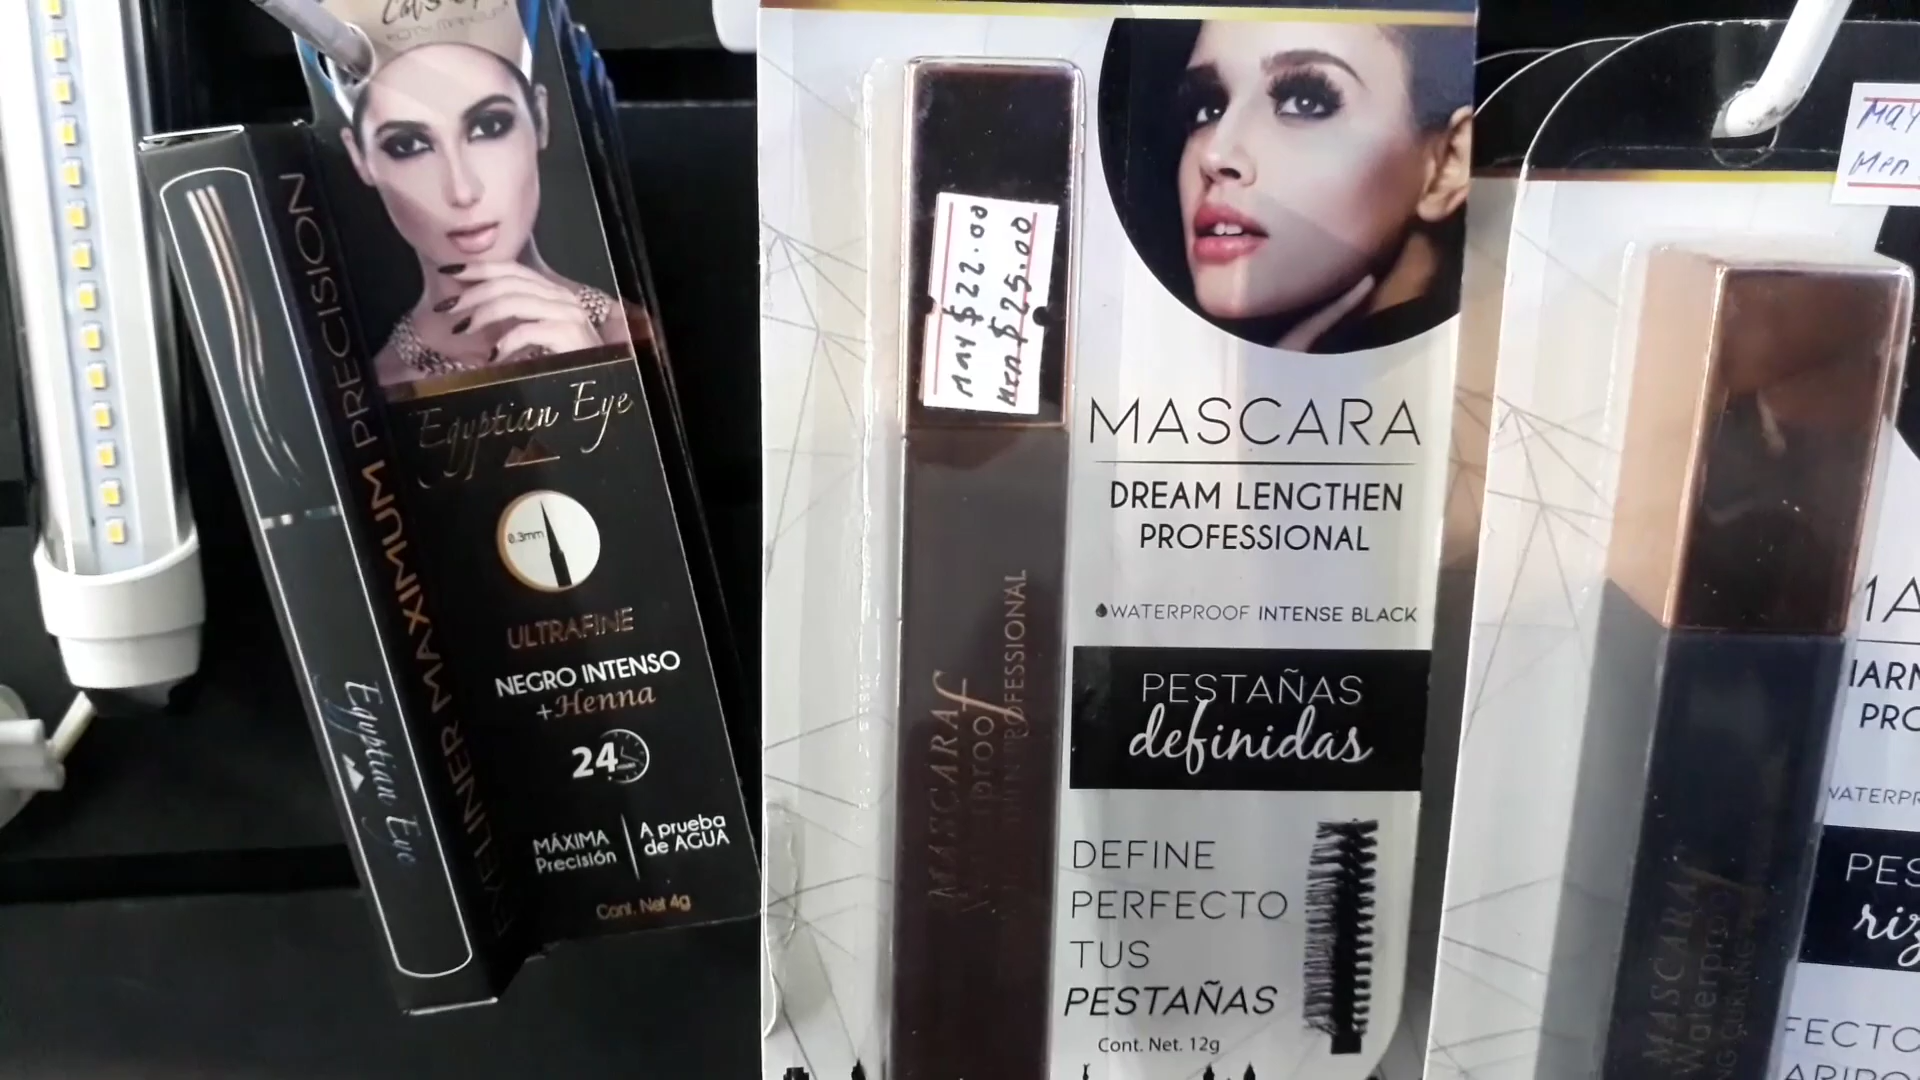 MAXIMUM PRECISION
EYELINER
Egyptian Eye
0.3mm
ULTRAFINE
NEGRO INTENSO
+Henna
24
MÁXIMA
Precisión
A prueba
de AGUA
Cont. Net 4g
Egyptian Eye
May $22.00
Men $25.00
MASCARA
DREAM LENGTHEN
PROFESSIONAL
WATERPROOF INTENSE BLACK
PESTAÑAS
definidas
DEFINE
PERFECTO
TUS
PESTAÑAS
Cont. Net. 12g
MASCARA
PROFESSIONAL
May
Men
MASCARA
Waterproof